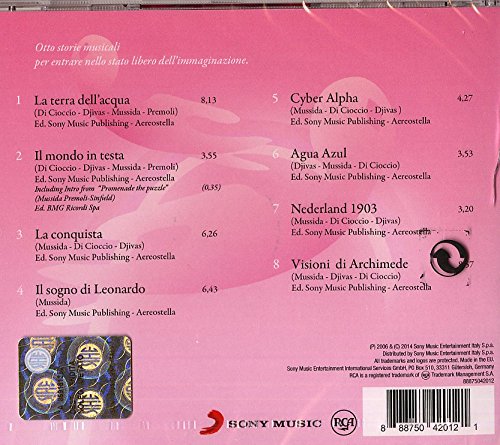 Otto storie musicali
per entrare nello stato libero dell'immaginazione.
1 La terra dell'acqua 8,13
(Di Cioccio - Djivas - Mussida - Premoli)
Ed. Sony Music Publishing - Aereostella
2 Il mondo in testa 3,55
(Di Cioccio - Djivas - Mussida - Premoli)
Ed. Sony Music Publishing - Aereostella
Including Intro from "Promenade the puzzle" (0,35)
(Mussida Premoli-Sinfield)
Ed. BMG Ricordi Spa
3 La conquista 6,26
(Mussida - Di Cioccio - Djivas)
Ed. Sony Music Publishing - Aereostella
4 Il sogno di Leonardo 6,43
(Mussida)
Ed. Sony Music Publishing - Aereostella
5 Cyber Alpha 4,27
(Mussida - Di Cioccio - Djivas )
Ed. Sony Music Publishing - Aereostella
6 Agua Azul 3,53
(Djivas - Mussida - Di Cioccio)
Ed. Sony Music Publishing - Aereostella
7 Nederland 1903 3,20
(Mussida - Di Cioccio - Djivas)
Ed. Sony Music Publishing - Aereostella
8 Visioni di Archimede
(Mussida - Djivas - Di Cioccio)
Ed. Sony Music Publishing - Aereostella
(P) 2006 & (C) 2014 Sony Music Entertainment Italy S.p.a.
Distributed by Sony Music Entertainment Italy S.p.a.
All trademarks and logos are protected. Made in the EU.
Sony Music Entertainment International Services GmbH, PO Box 510, 33311 Gütersloh, Germany
RCA is a registered trademark of RCA Trademark Management S.A.
88875042012
SONY MUSIC
RCA
8 88750 42012 1